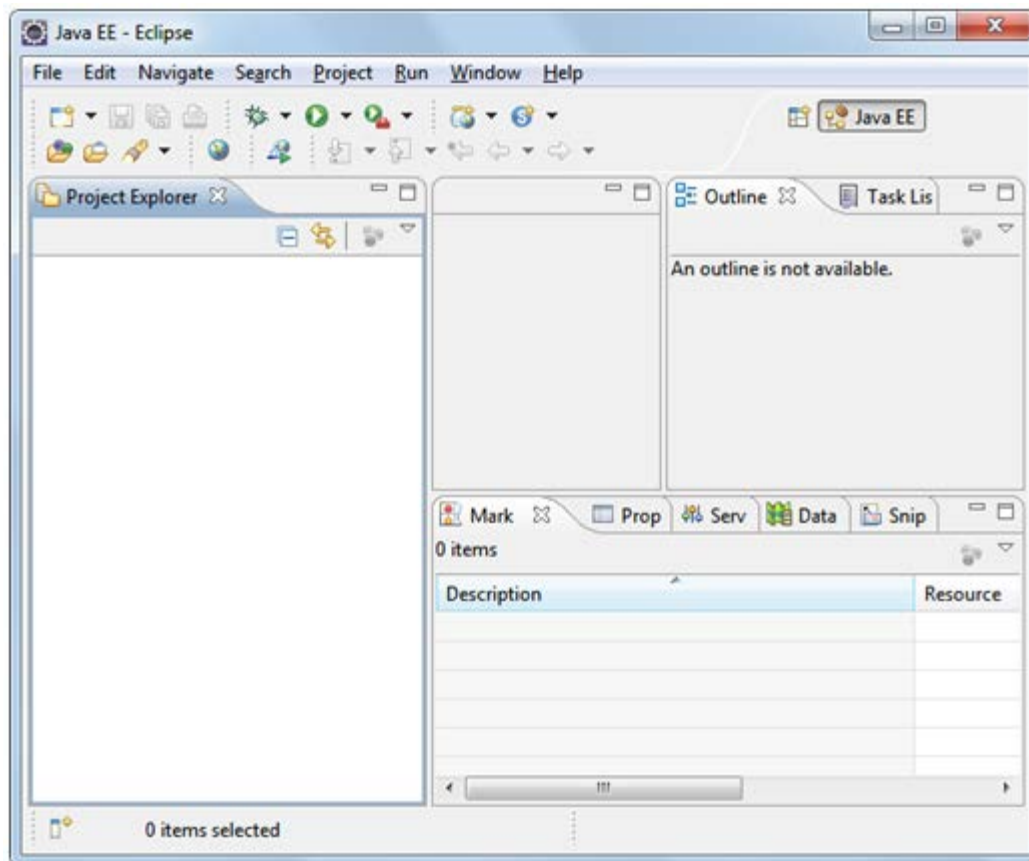 Java EE - Eclipse
File Edit Navigate Search Project Run Window Help
Java EE
Project Explorer
Outline Task Lis
An outline is not available.
Mark Prop Serv Data Snip
0 items
Description Resource
0 items selected